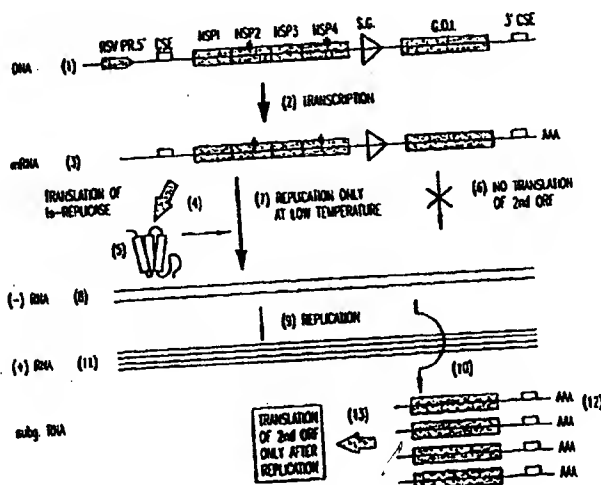 RSV PR.5' CSE NSP1 NSP2 NSP3 NSP4 S.G. G.O.I. 3' CSE
DNA (1)
(2) TRANSCRIPTION
mRNA (3) AAA
TRANSLATION OF
ts-REPLICASE
(4)
(7) REPLICATION ONLY
AT LOW TEMPERATURE
(6) NO TRANSLATION
OF 2nd ORF
(5)
(-) RNA (8)
(9) REPLICATION
(+) RNA (11)
(10)
subg. RNA
AAA (12)
(13)
TRANSLATION
OF 2nd ORF
ONLY AFTER
REPLICATION
AAA
AAA
AAA